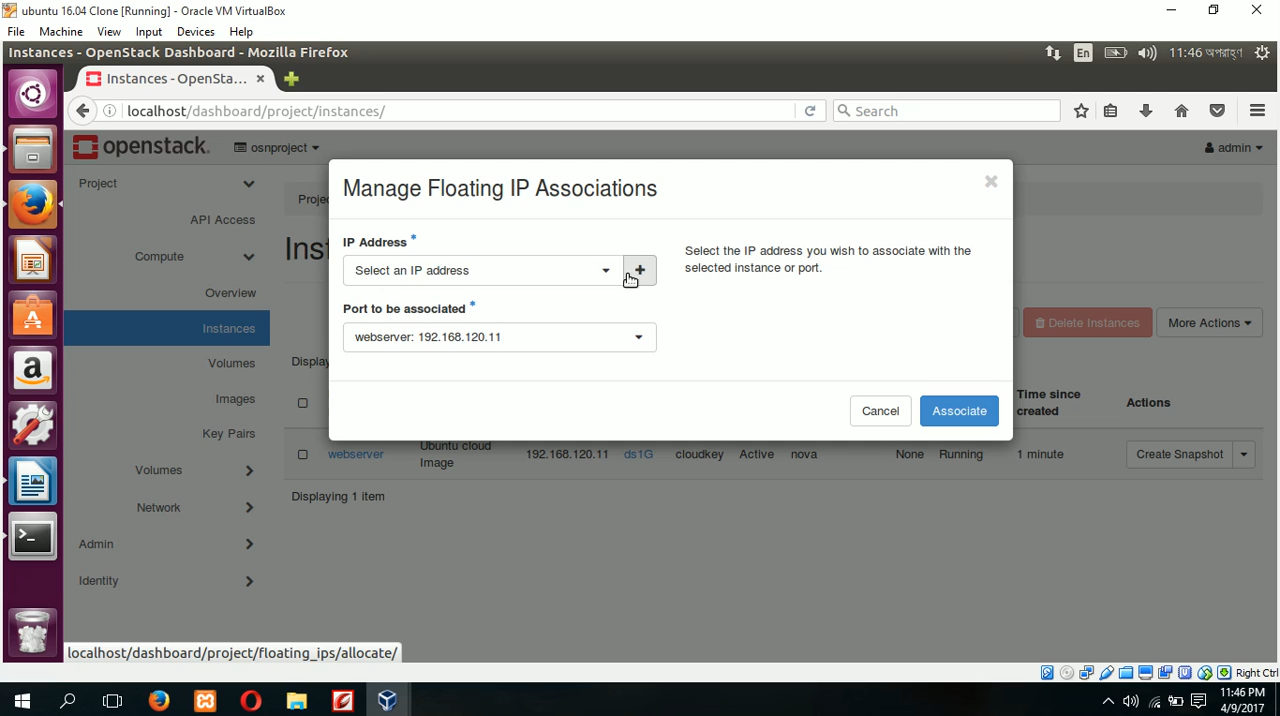 ubuntu 16.04 Clone [Running] - Oracle VM VirtualBox
File Machine View Input Devices Help
Instances - OpenStack Dashboard - Mozilla Firefox
En
11:46 অপরাহ্ণ
Instances - OpenSta...
localhost/dashboard/project/instances/
Search
openstack.
osnproject
admin
Project
API Access
Compute
Overview
Instances
Volumes
Images
Key Pairs
Volumes
Network
Admin
Identity
Manage Floating IP Associations
IP Address *
Select an IP address
Port to be associated *
webserver: 192.168.120.11
Select the IP address you wish to associate with the
selected instance or port.
Cancel
Associate
Delete Instances
More Actions
Time since
created
Actions
webserver
Ubuntu cloud
Image
192.168.120.11
ds1G
cloudkey
Active
nova
None
Running
1 minute
Create Snapshot
Displaying 1 item
localhost/dashboard/project/floating_ips/allocate/
Right Ctrl
11:46 PM
4/9/2017